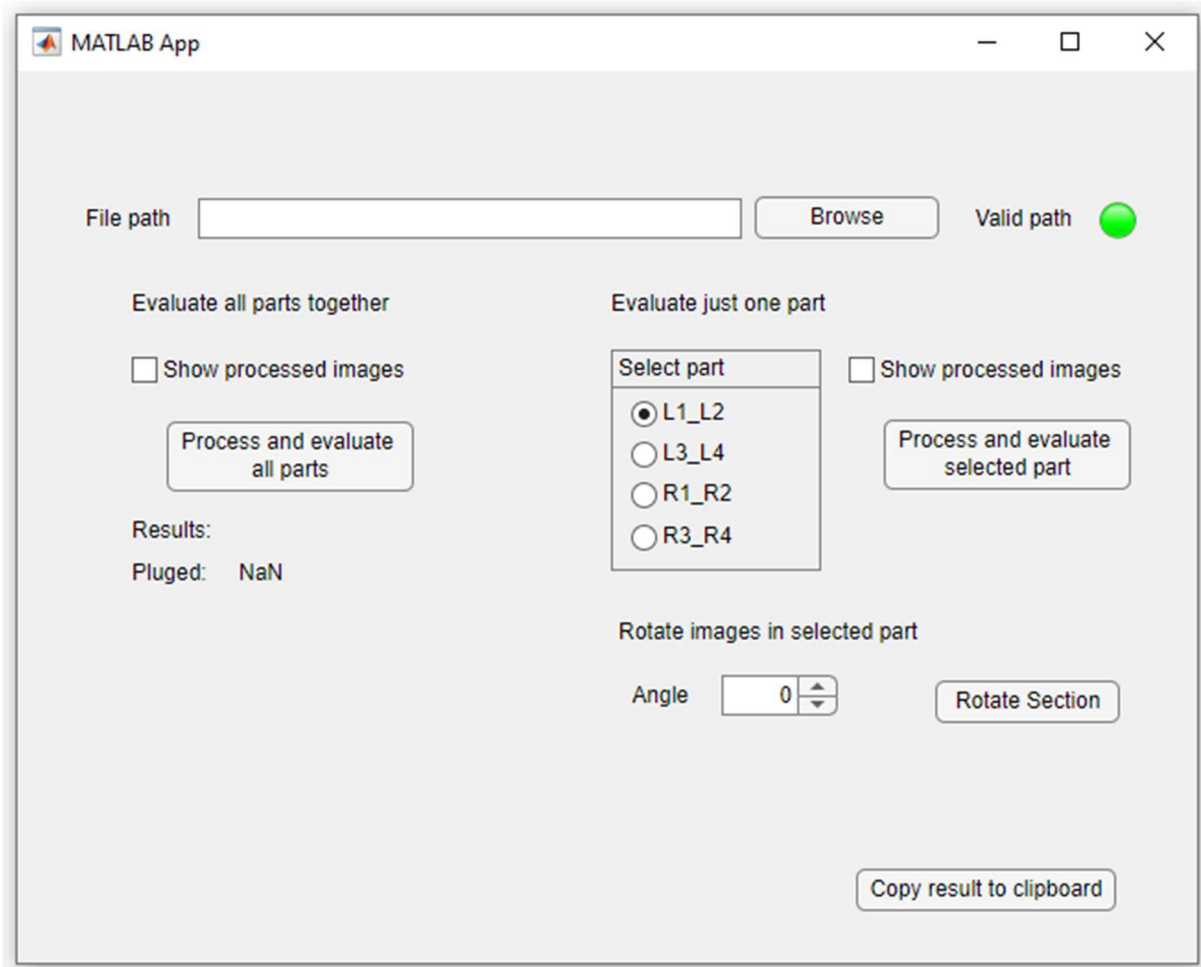 MATLAB App
File path
Browse
Valid path
Evaluate all parts together
Evaluate just one part
Show processed images
Select part
Show processed images
L1_L2
L3_L4
R1_R2
R3_R4
Process and evaluate
all parts
Process and evaluate
selected part
Results:
Pluged: NaN
Rotate images in selected part
Angle 0
Rotate Section
Copy result to clipboard